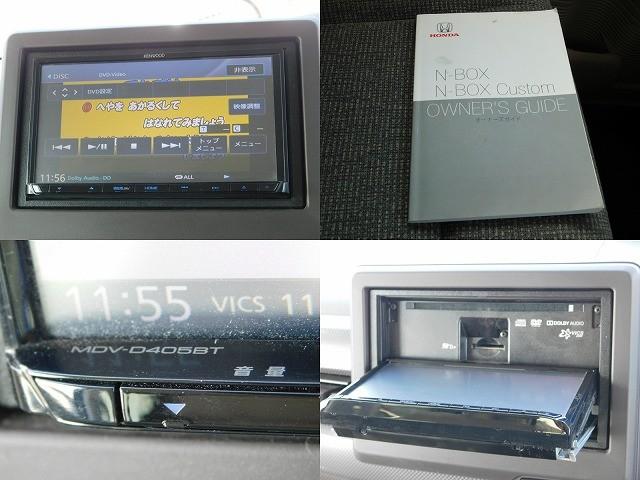 KENWOOD
DISC
DVD-Video
非表示
DVD設定
へやを あかるくして
映像調整
はなれてみましょう
T
C
トップ
メニュー
メニュー
11:56
Dolby Audio-DD
ALL
HOME
HONDA
N-BOX
N-BOX Custom
OWNER'S GUIDE
オーナーズガイド
11:55
VICS
11
MDV-D405BT
音量
DOLBY AUDIO
VICS